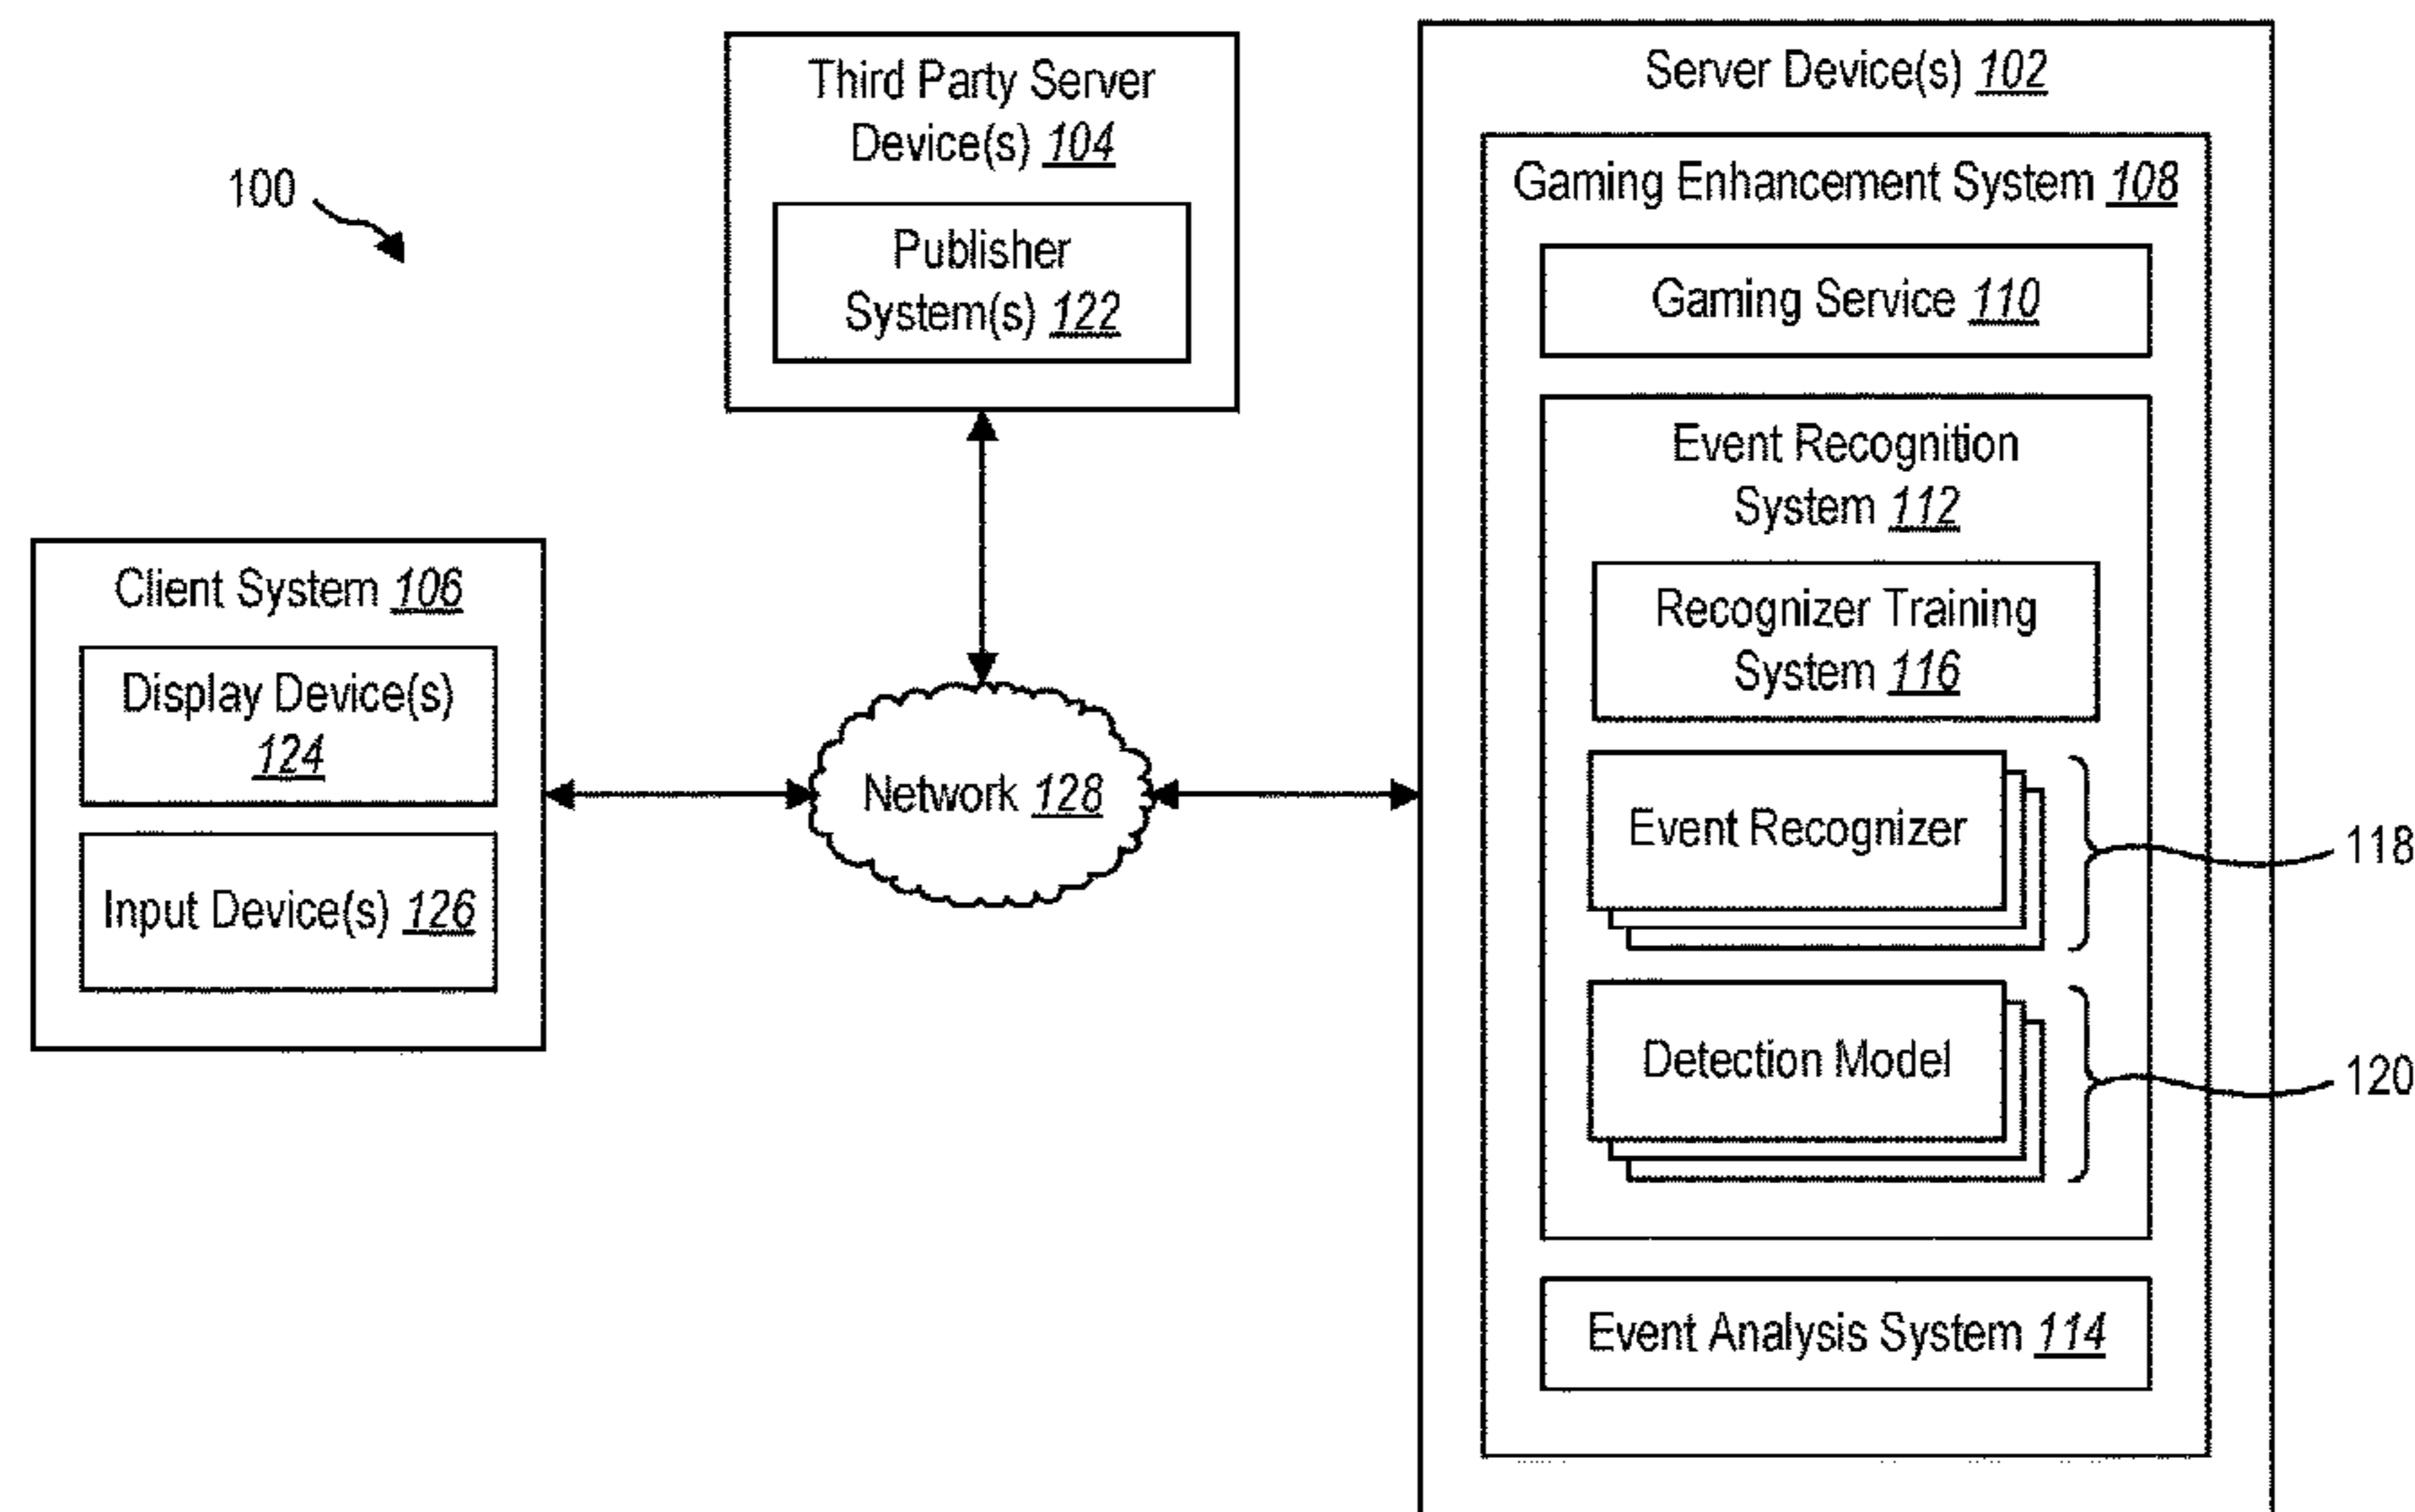 100
Third Party Server
Device(s) 104
Publisher
System(s) 122
Client System 106
Display Device(s)
124
Input Device(s) 126
Network 128
Server Device(s) 102
Gaming Enhancement System 108
Gaming Service 110
Event Recognition
System 112
Recognizer Training
System 116
Event Recognizer
118
Detection Model
120
Event Analysis System 114